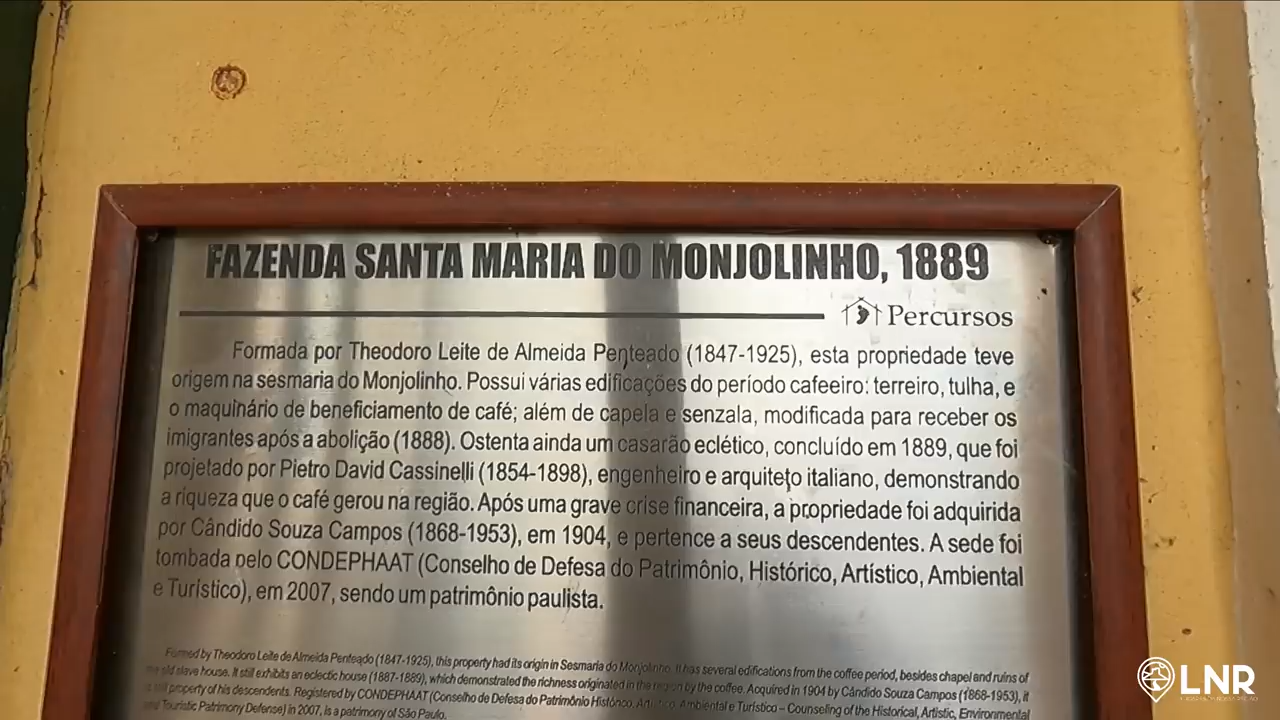 FAZENDA SANTA MARIA DO MONJOLINHO, 1889
Percursos
Formada por Theodoro Leite de Almeida Penteado (1847-1925), esta propriedade teve
origem na sesmaria do Monjolinho. Possui várias edificações do período cafeeiro: terreiro, tulha, e
o maquinário de beneficiamento de café; além de capela e senzala, modificada para receber os
imigrantes após a abolição (1888). Ostenta ainda um casarão eclético, concluído em 1889, que foi
projetado por Pietro David Cassinelli (1854-1898), engenheiro e arquiteto italiano, demonstrando
a riqueza que o café gerou na região. Após uma grave crise financeira, a propriedade foi adquirida
por Cândido Souza Campos (1868-1953), em 1904, e pertence a seus descendentes. A sede foi
tombada pelo CONDEPHAAT (Conselho de Defesa do Patrimônio, Histórico, Artístico, Ambiental
e Turístico), em 2007, sendo um patrimônio paulista.
Formed by Theodoro Leite de Almeida Penteado (1847-1925), this property had its origin in Sesmaria do Monjolinho. It has several edifications from the coffee period, besides chapel and ruins of
old slave house. It still exhibits an eclectic house (1887-1889), which demonstrated the richness originated in the region by the coffee. Acquired in 1904 by Cândido Souza Campos (1868-1953), it
property of his descendents. Registered by CONDEPHAAT (Conselho de Defesa do Patrimônio Histórico, Ambiental e Turístico - Counseling of the Historical, Artistic, Environmental
and Touristic Patrimony Defense) in 2007, is a patrimony of São Paulo.
LNR